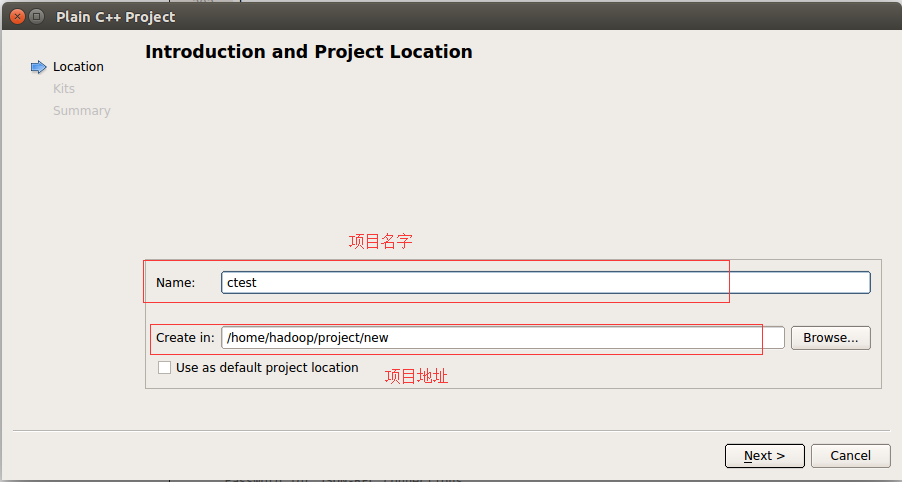 Plain C++ Project
Introduction and Project Location
Location
Kits
Summary
项目名字
Name:
ctest
Create in:
/home/hadoop/project/new
Browse...
Use as default project location
项目地址
Next >
Cancel